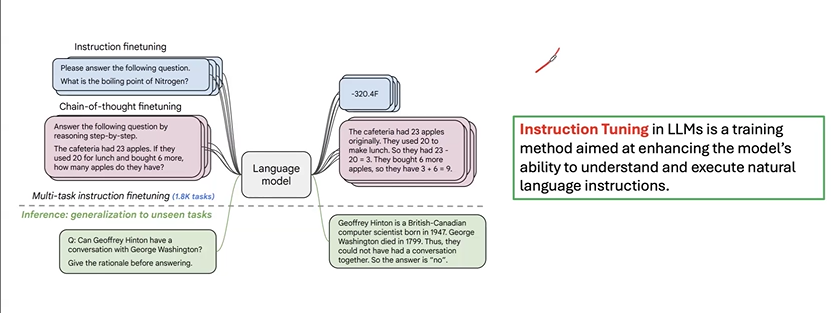 Instruction finetuning
Please answer the following question.
What is the boiling point of Nitrogen?
Chain-of-thought finetuning
Answer the following question by
reasoning step-by-step.
The cafeteria had 23 apples. If they
used 20 for lunch and bought 6 more,
how many apples do they have?
Multi-task instruction finetuning (1.8K tasks)
Inference: generalization to unseen tasks
Q: Can Geoffrey Hinton have a
conversation with George Washington?
Give the rationale before answering.
Language
model
-320.4F
The cafeteria had 23 apples
originally. They used 20 to
make lunch. So they had 23 -
20 = 3. They bought 6 more
apples, so they have 3 + 6 = 9.
Geoffrey Hinton is a British-Canadian
computer scientist born in 1947. George
Washington died in 1799. Thus, they
could not have had a conversation
together. So the answer is "no".
Instruction Tuning in LLMs is a training
method aimed at enhancing the model's
ability to understand and execute natural
language instructions.